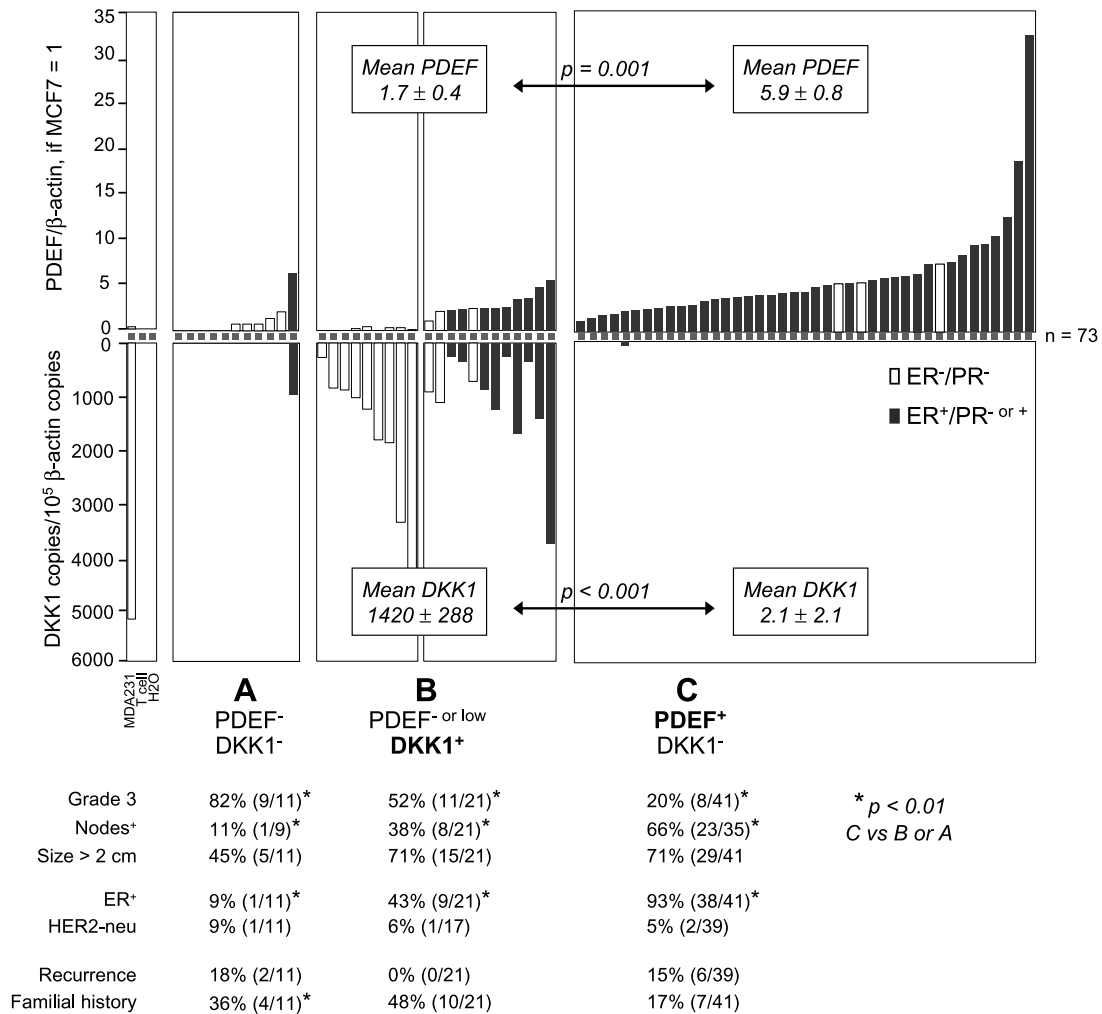 PDEF/β-actin, if MCF7 = 1
35
30
25
20
15
10
5
0
Mean PDEF
1.7 ± 0.4
p = 0.001
Mean PDEF
5.9 ± 0.8
n = 73
DKK1 copies/10⁵ β-actin copies
0
1000
2000
3000
4000
5000
6000
ER⁻/PR⁻
ER⁺/PR⁻ ᵒʳ ⁺
Mean DKK1
1420 ± 288
p < 0.001
Mean DKK1
2.1 ± 2.1
MDA231
T cell
H2O
A
PDEF⁻
DKK1⁻
B
PDEF⁻ ᵒʳ ˡᵒʷ
DKK1⁺
C
PDEF⁺
DKK1⁻
Grade 3 82% (9/11)* 52% (11/21)* 20% (8/41)*
Nodes⁺ 11% (1/9)* 38% (8/21)* 66% (23/35)*
Size > 2 cm 45% (5/11) 71% (15/21) 71% (29/41
ER⁺ 9% (1/11)* 43% (9/21)* 93% (38/41)*
HER2-neu 9% (1/11) 6% (1/17) 5% (2/39)
Recurrence 18% (2/11) 0% (0/21) 15% (6/39)
Familial history 36% (4/11)* 48% (10/21) 17% (7/41)
* p < 0.01
C vs B or A